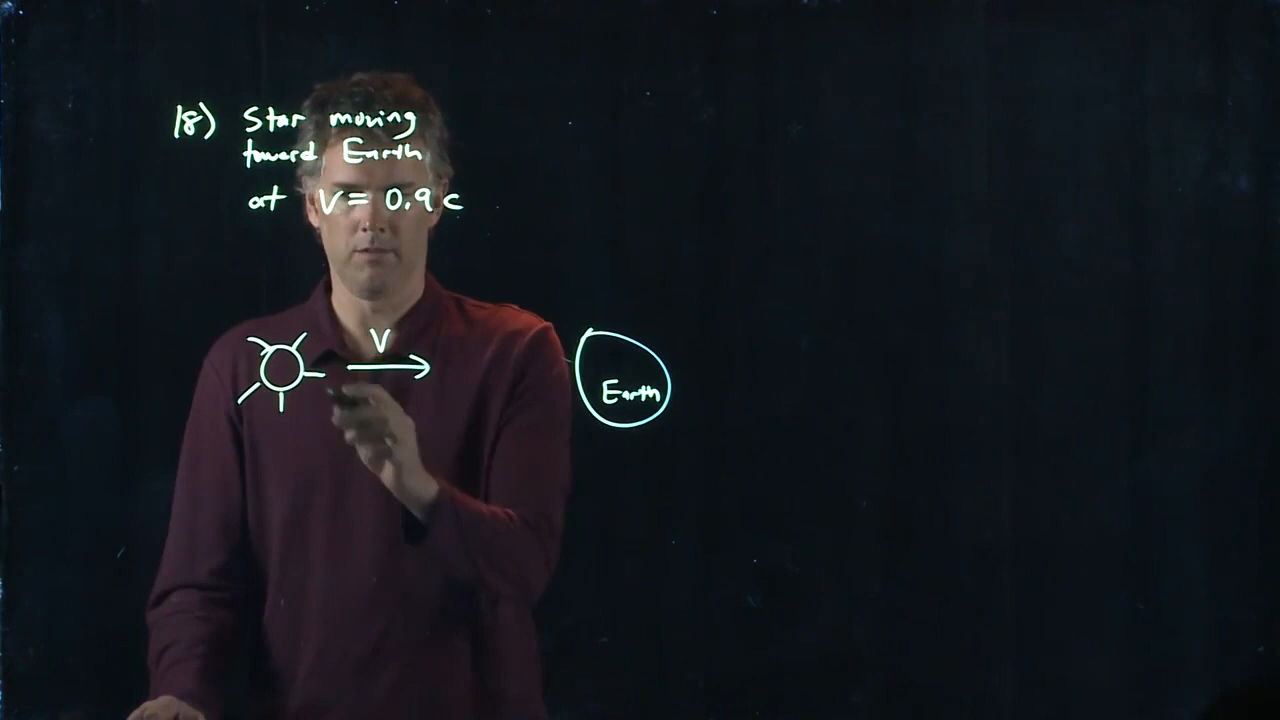 18) Star moving
toward Earth
at V = 0.9 c
V
Earth